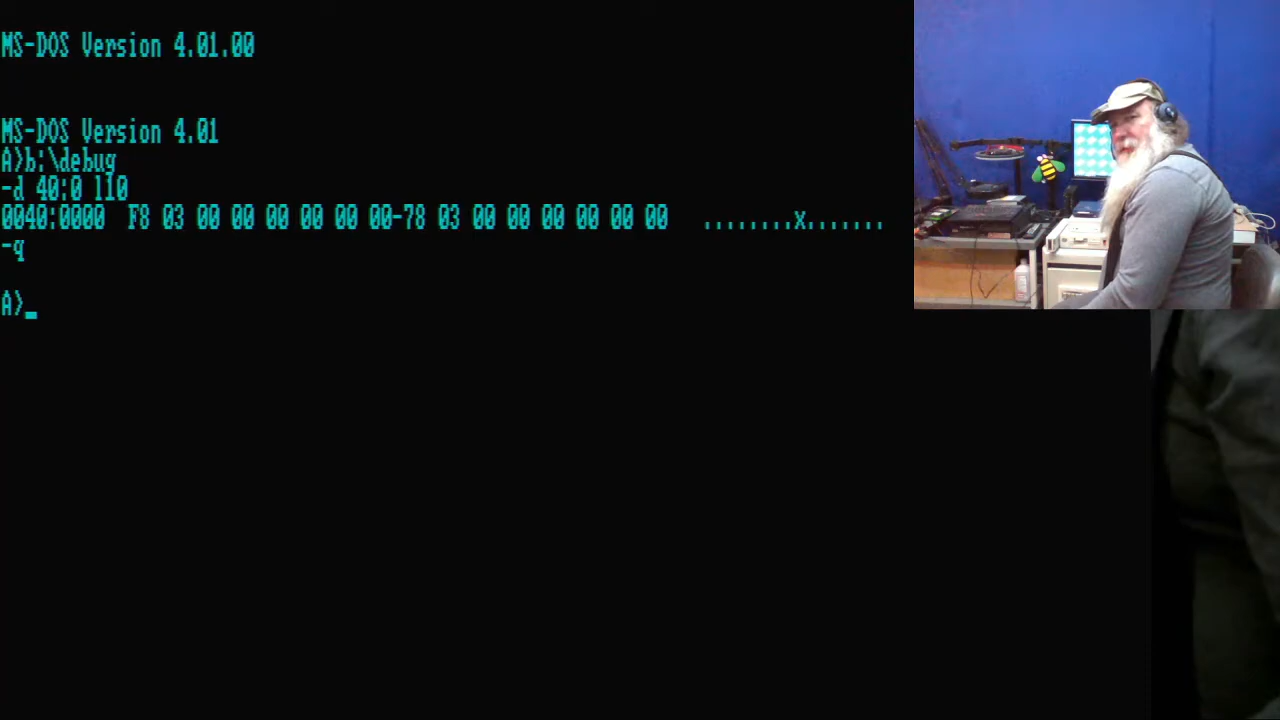 MS-DOS Version 4.01.00
MS-DOS Version 4.01
A>b:\debug
-d 40:0 l10
0040:0000  F8 03 00 00 00 00 00 00-78 03 00 00 00 00 00 00   ........x.......
-q
A>_